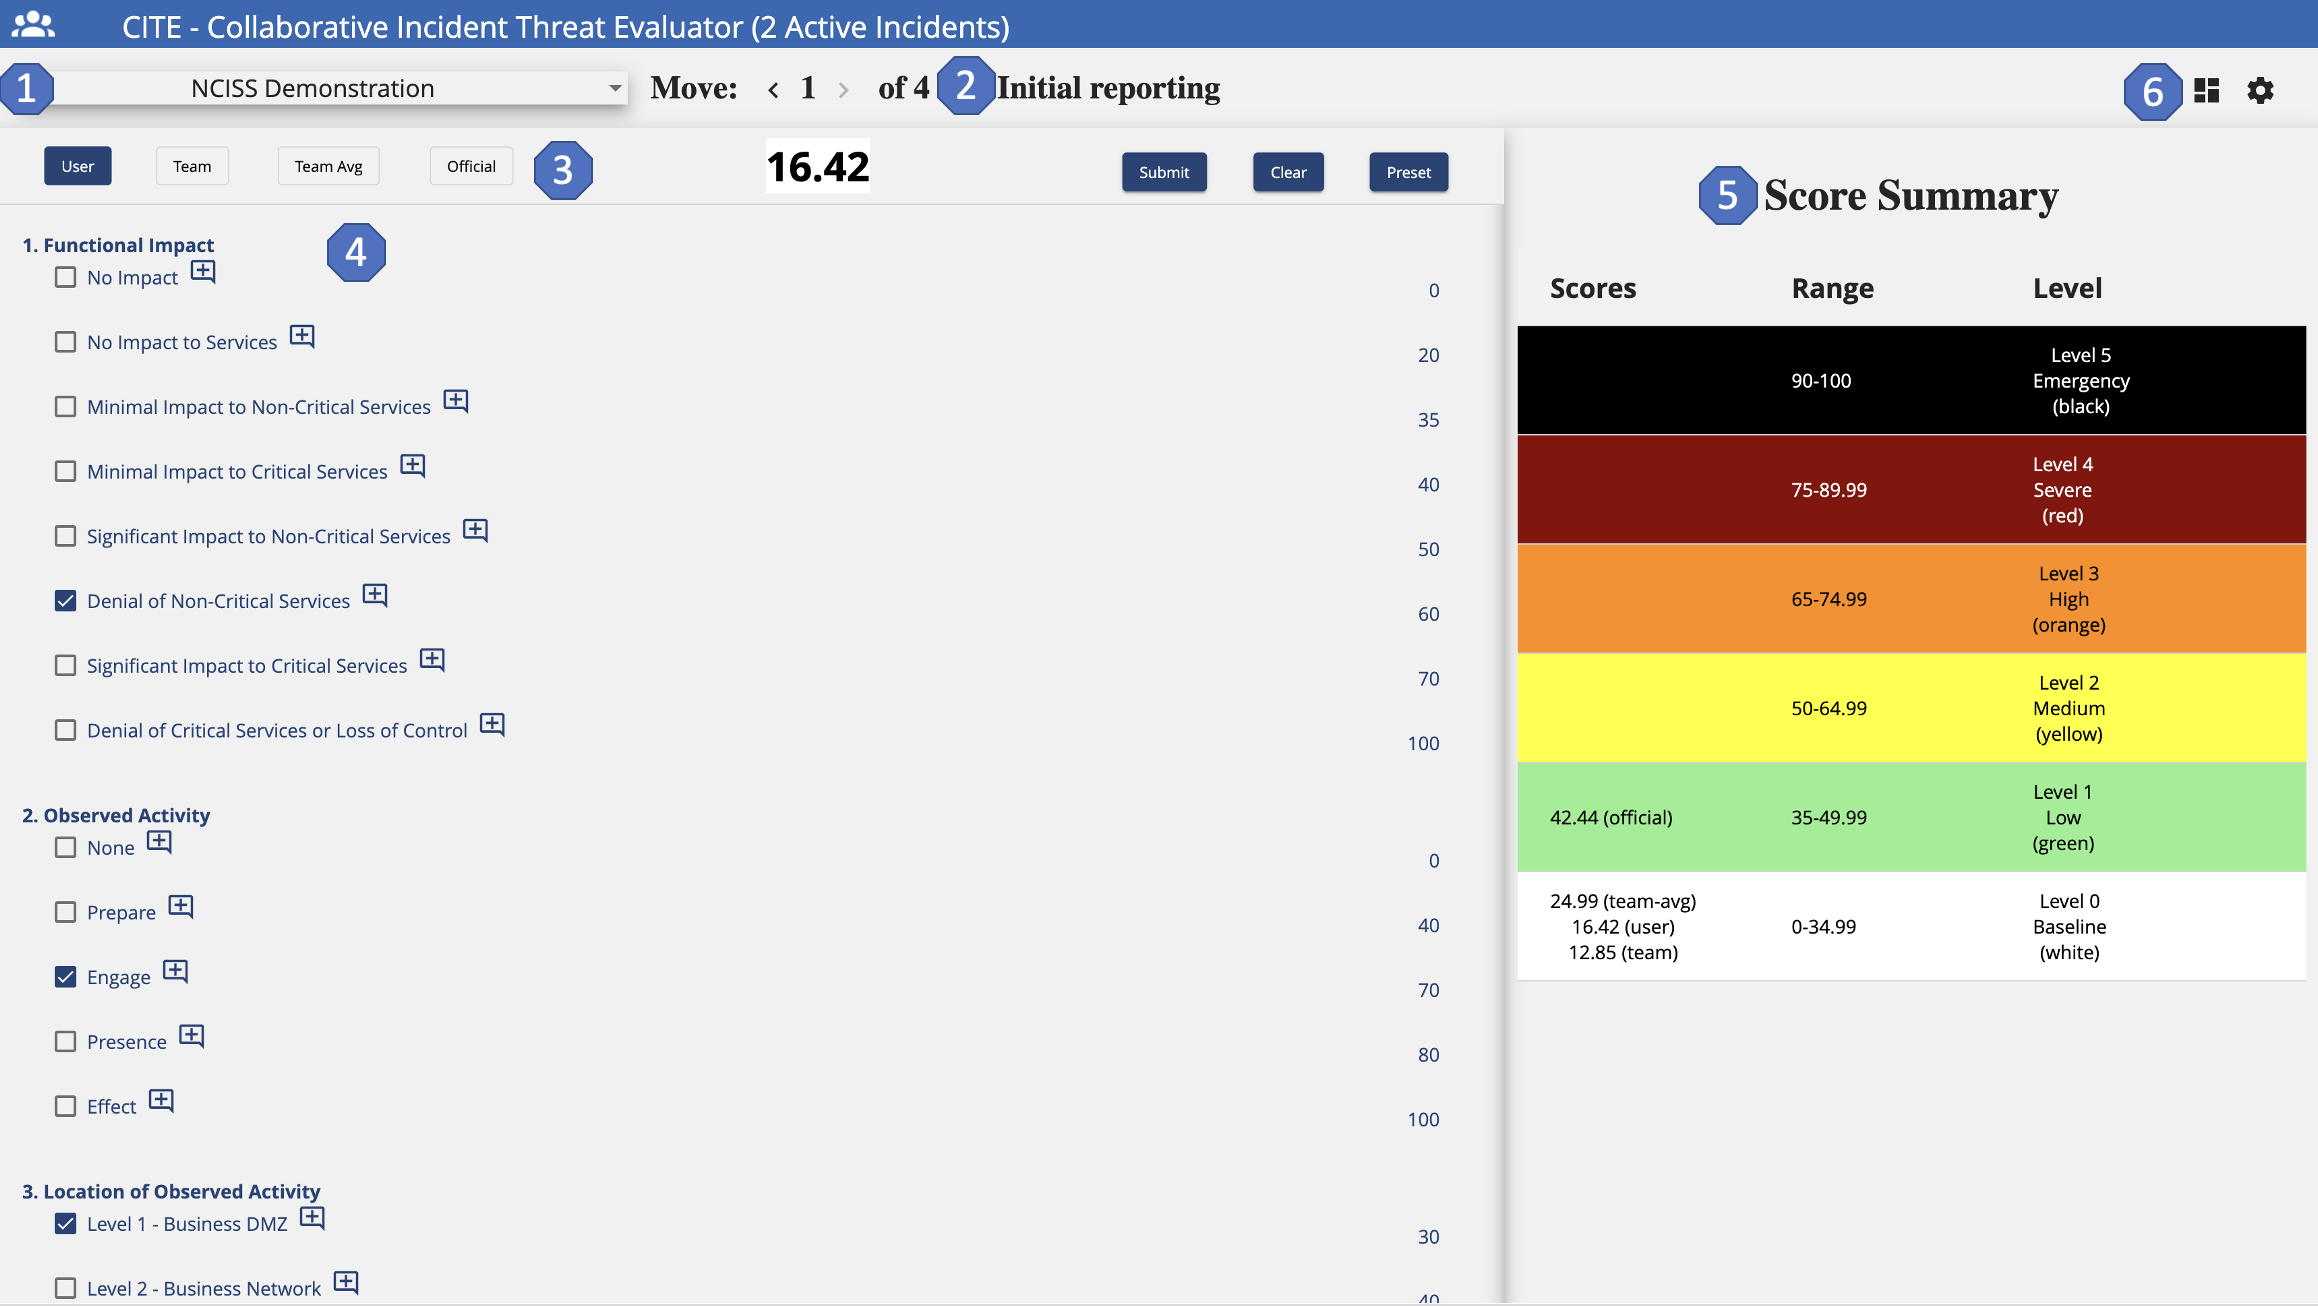 CITE - Collaborative Incident Threat Evaluator (2 Active Incidents)
1 NCISS Demonstration Move: < 1 > of 4 2 Initial reporting 6
User Team Team Avg Official 3 16.42 Submit Clear Preset
4
1. Functional Impact
No Impact 0
No Impact to Services 20
Minimal Impact to Non-Critical Services 35
Minimal Impact to Critical Services 40
Significant Impact to Non-Critical Services 50
Denial of Non-Critical Services 60
Significant Impact to Critical Services 70
Denial of Critical Services or Loss of Control 100
2. Observed Activity
None 0
Prepare 40
Engage 70
Presence 80
Effect 100
3. Location of Observed Activity
Level 1 - Business DMZ 30
Level 2 - Business Network 40
5 Score Summary
Scores Range Level
90-100
Level 5
Emergency
(black)
75-89.99
Level 4
Severe
(red)
65-74.99
Level 3
High
(orange)
50-64.99
Level 2
Medium
(yellow)
42.44 (official) 35-49.99
Level 1
Low
(green)
24.99 (team-avg)
16.42 (user)
12.85 (team)
0-34.99
Level 0
Baseline
(white)